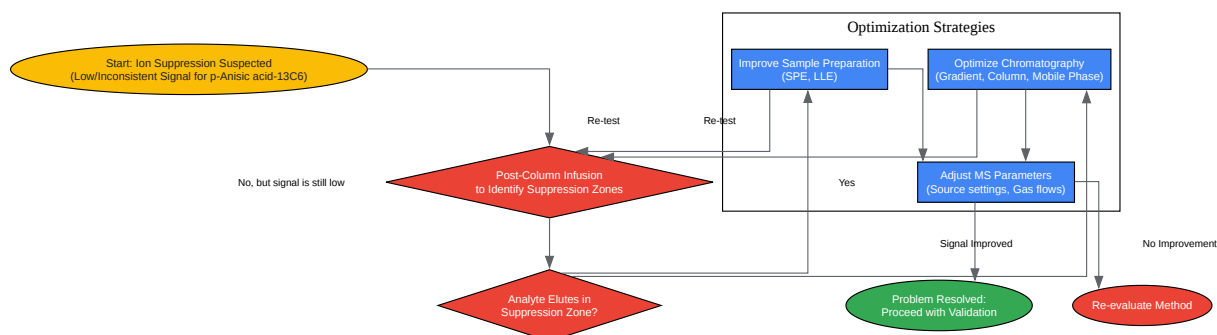 Optimization Strategies
Start: Ion Suppression Suspected
(Low/Inconsistent Signal for p-Anisic acid-13C6)
Improve Sample Preparation
(SPE, LLE)
Optimize Chromatography
(Gradient, Column, Mobile Phase)
Re-test
Re-test
Post-Column Infusion
to Identify Suppression Zones
No, but signal is still low
Yes
Adjust MS Parameters
(Source settings, Gas flows)
Signal Improved
No Improvement
Analyte Elutes in
Suppression Zone?
Problem Resolved:
Proceed with Validation
Re-evaluate Method